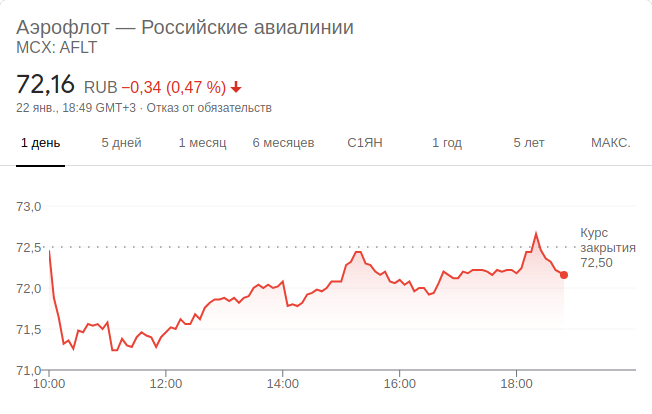 Аэрофлот — Российские авиалинии
MCX: AFLT
72,16 RUB −0,34 (0,47 %)
22 янв., 18:49 GMT+3 · Отказ от обязательств
1 день 5 дней 1 месяц 6 месяцев С1ЯН 1 год 5 лет МАКС.
73,0
Курс
72,5 закрытия
72,50
72,0
71,5
71,0
10:00 12:00 14:00 16:00 18:00